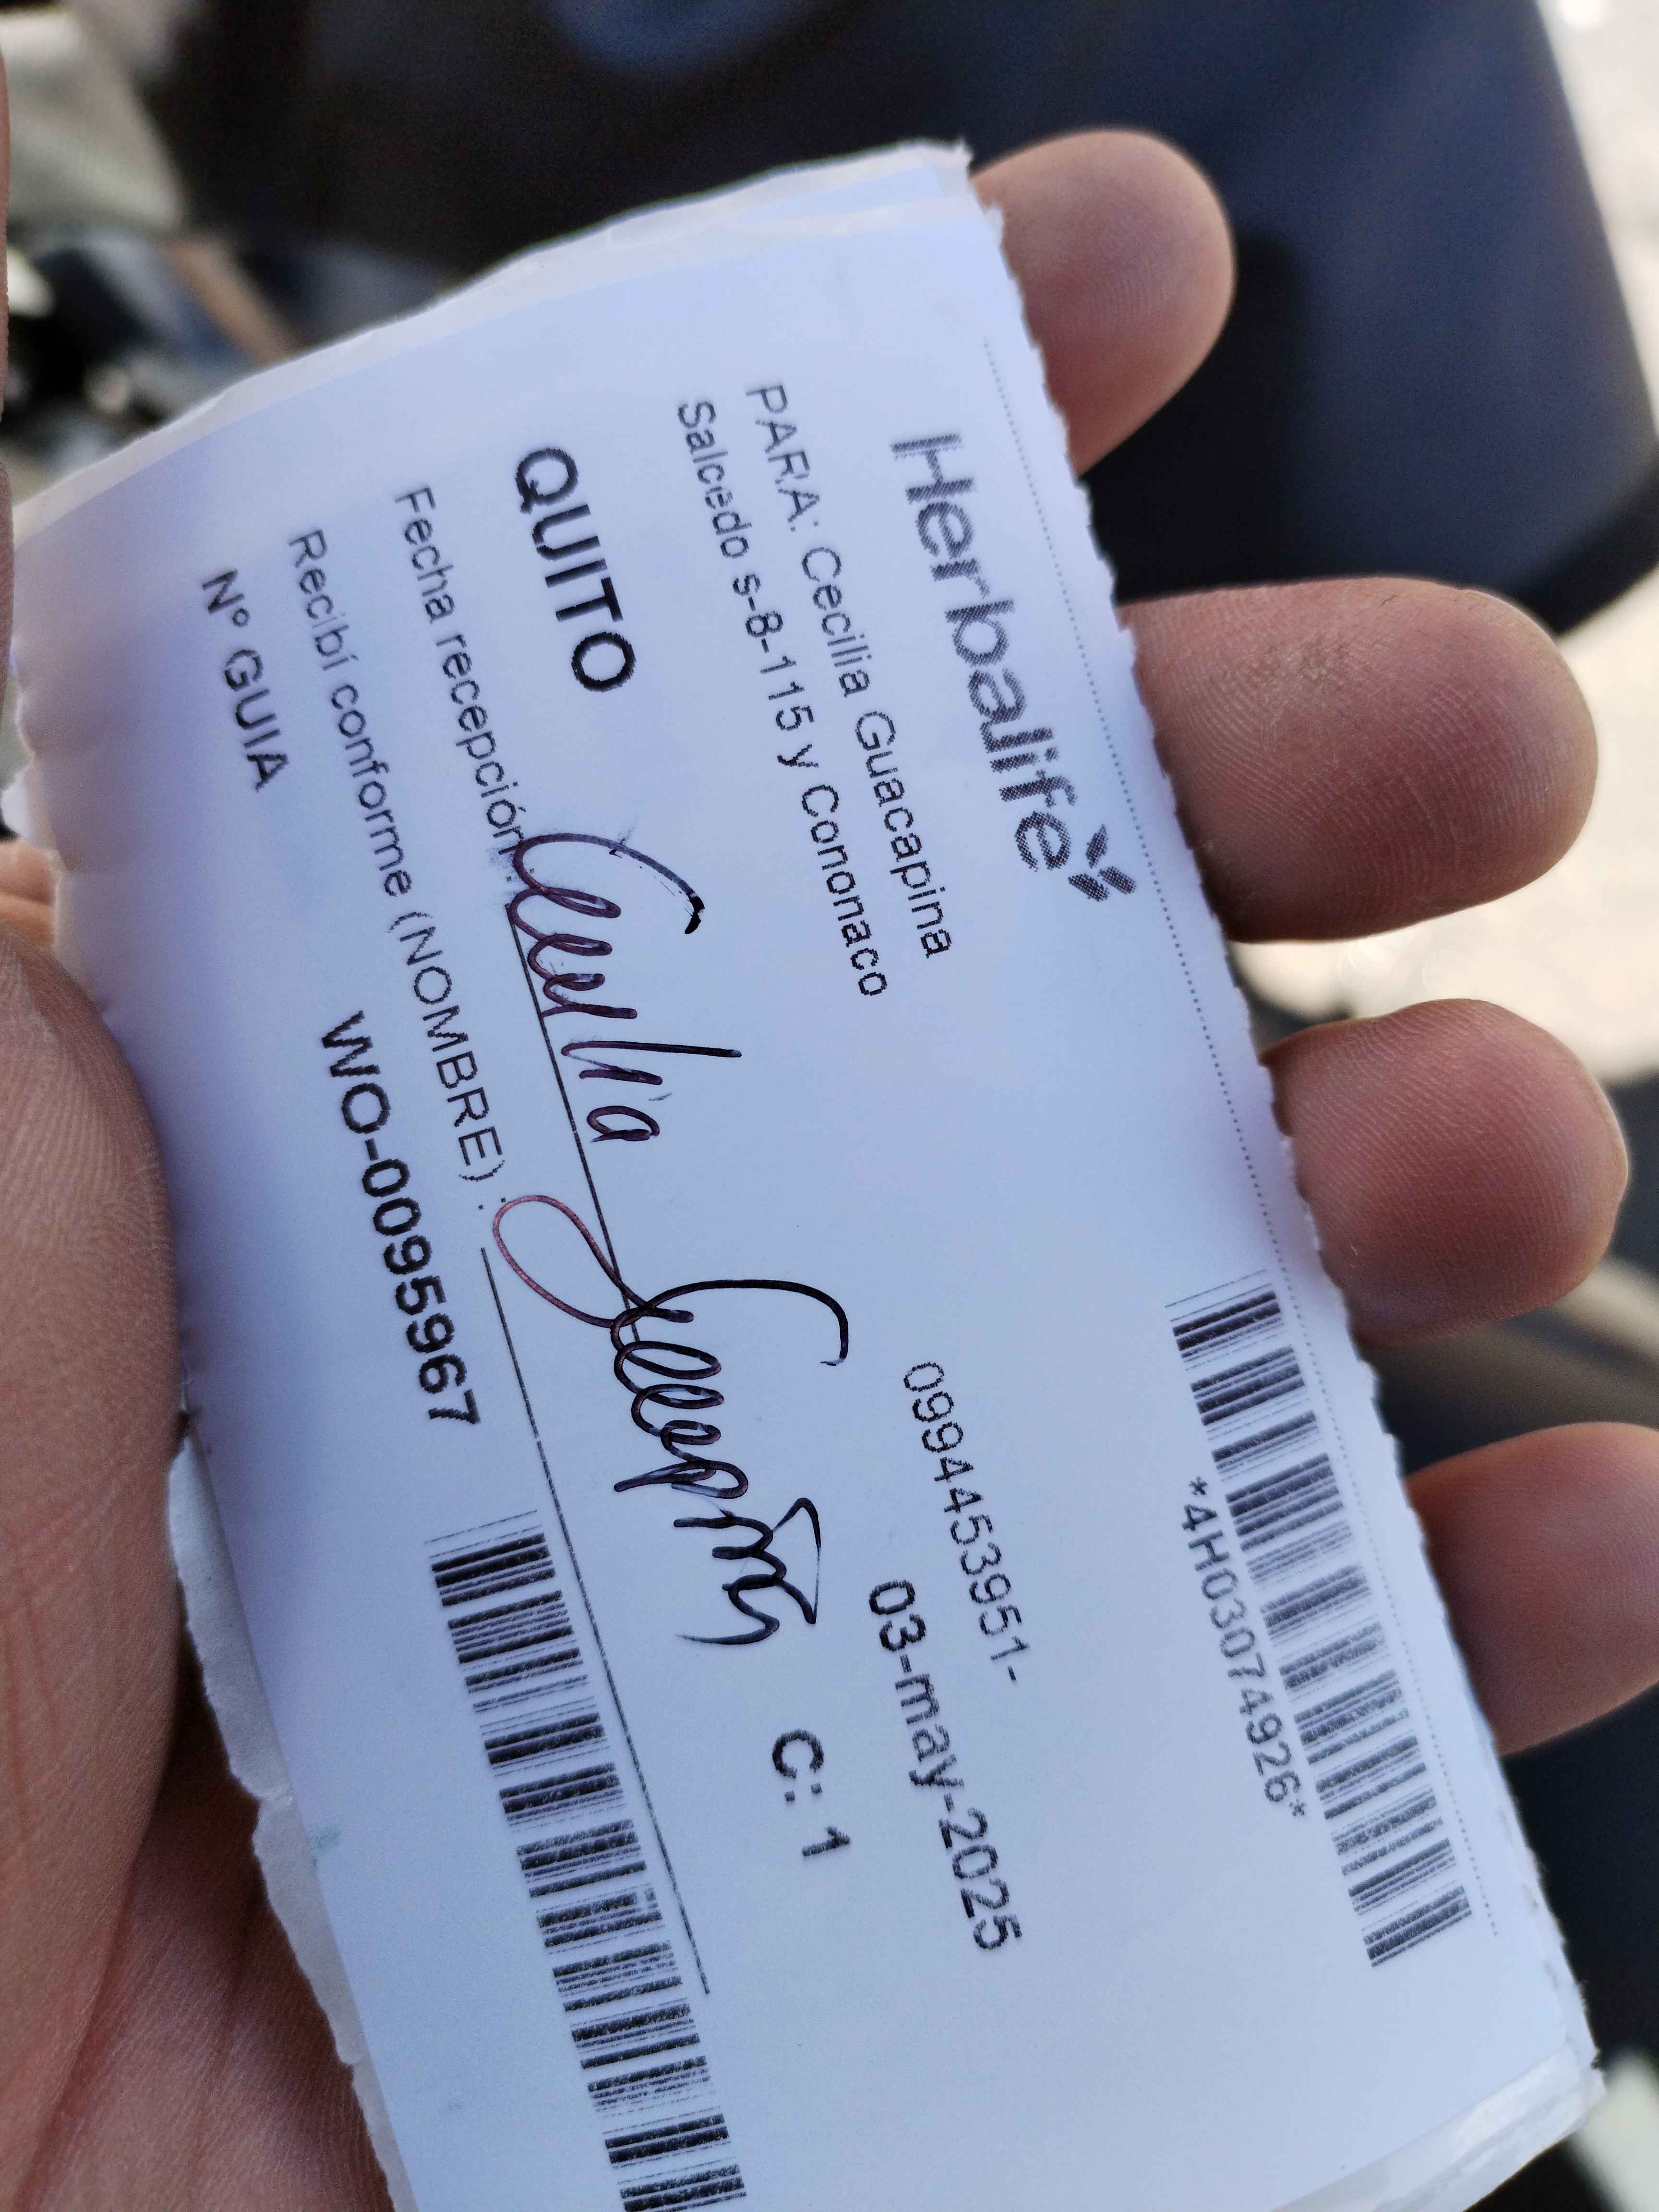 Herbalife
*4H03074926*
PARA: Cecilia Guacapina
0994453951-
Salcedo s-8-115 y Cononaco
03-may-2025
QUITO
C: 1
Fecha recepción:
Cecilia
Recibí conforme (NOMBRE) :
Nº GUIA
WO-0095967